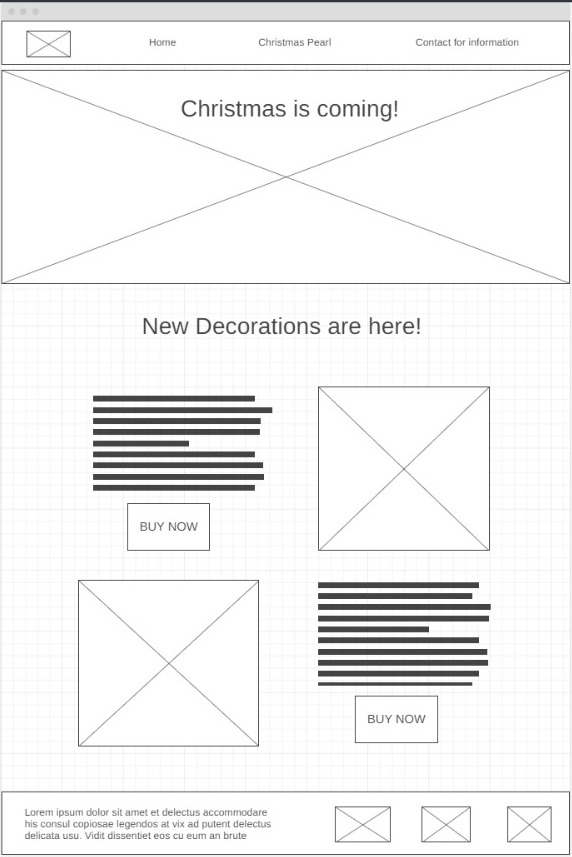 Home
Christmas Pearl
Contact for information
Christmas is coming!
New Decorations are here!
BUY NOW
BUY NOW
Lorem ipsum dolor sit amet et delectus accommodare
his consul copiosae legendos at vix ad putent delectus
delicata usu. Vidit dissentiet eos cu eum an brute